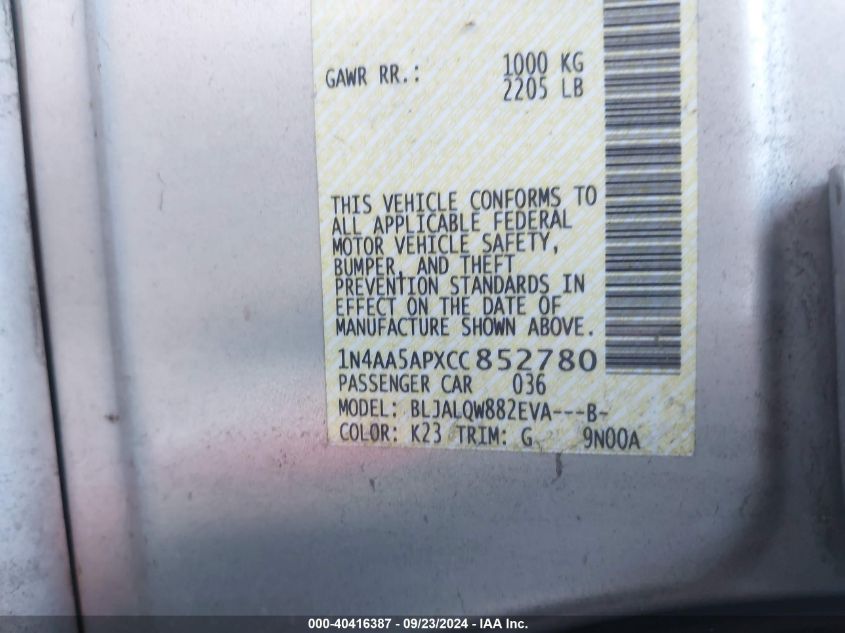 GAWR RR.: 1000 KG
2205 LB
THIS VEHICLE CONFORMS TO
ALL APPLICABLE FEDERAL
MOTOR VEHICLE SAFETY,
BUMPER, AND THEFT
PREVENTION STANDARDS IN
EFFECT ON THE DATE OF
MANUFACTURE SHOWN ABOVE.
1N4AA5APXCC852780
PASSENGER CAR 036
MODEL: BLJALQW882EVA---B-
COLOR: K23 TRIM: G 9N00A
000-40416387 - 09/23/2024 - IAA Inc.